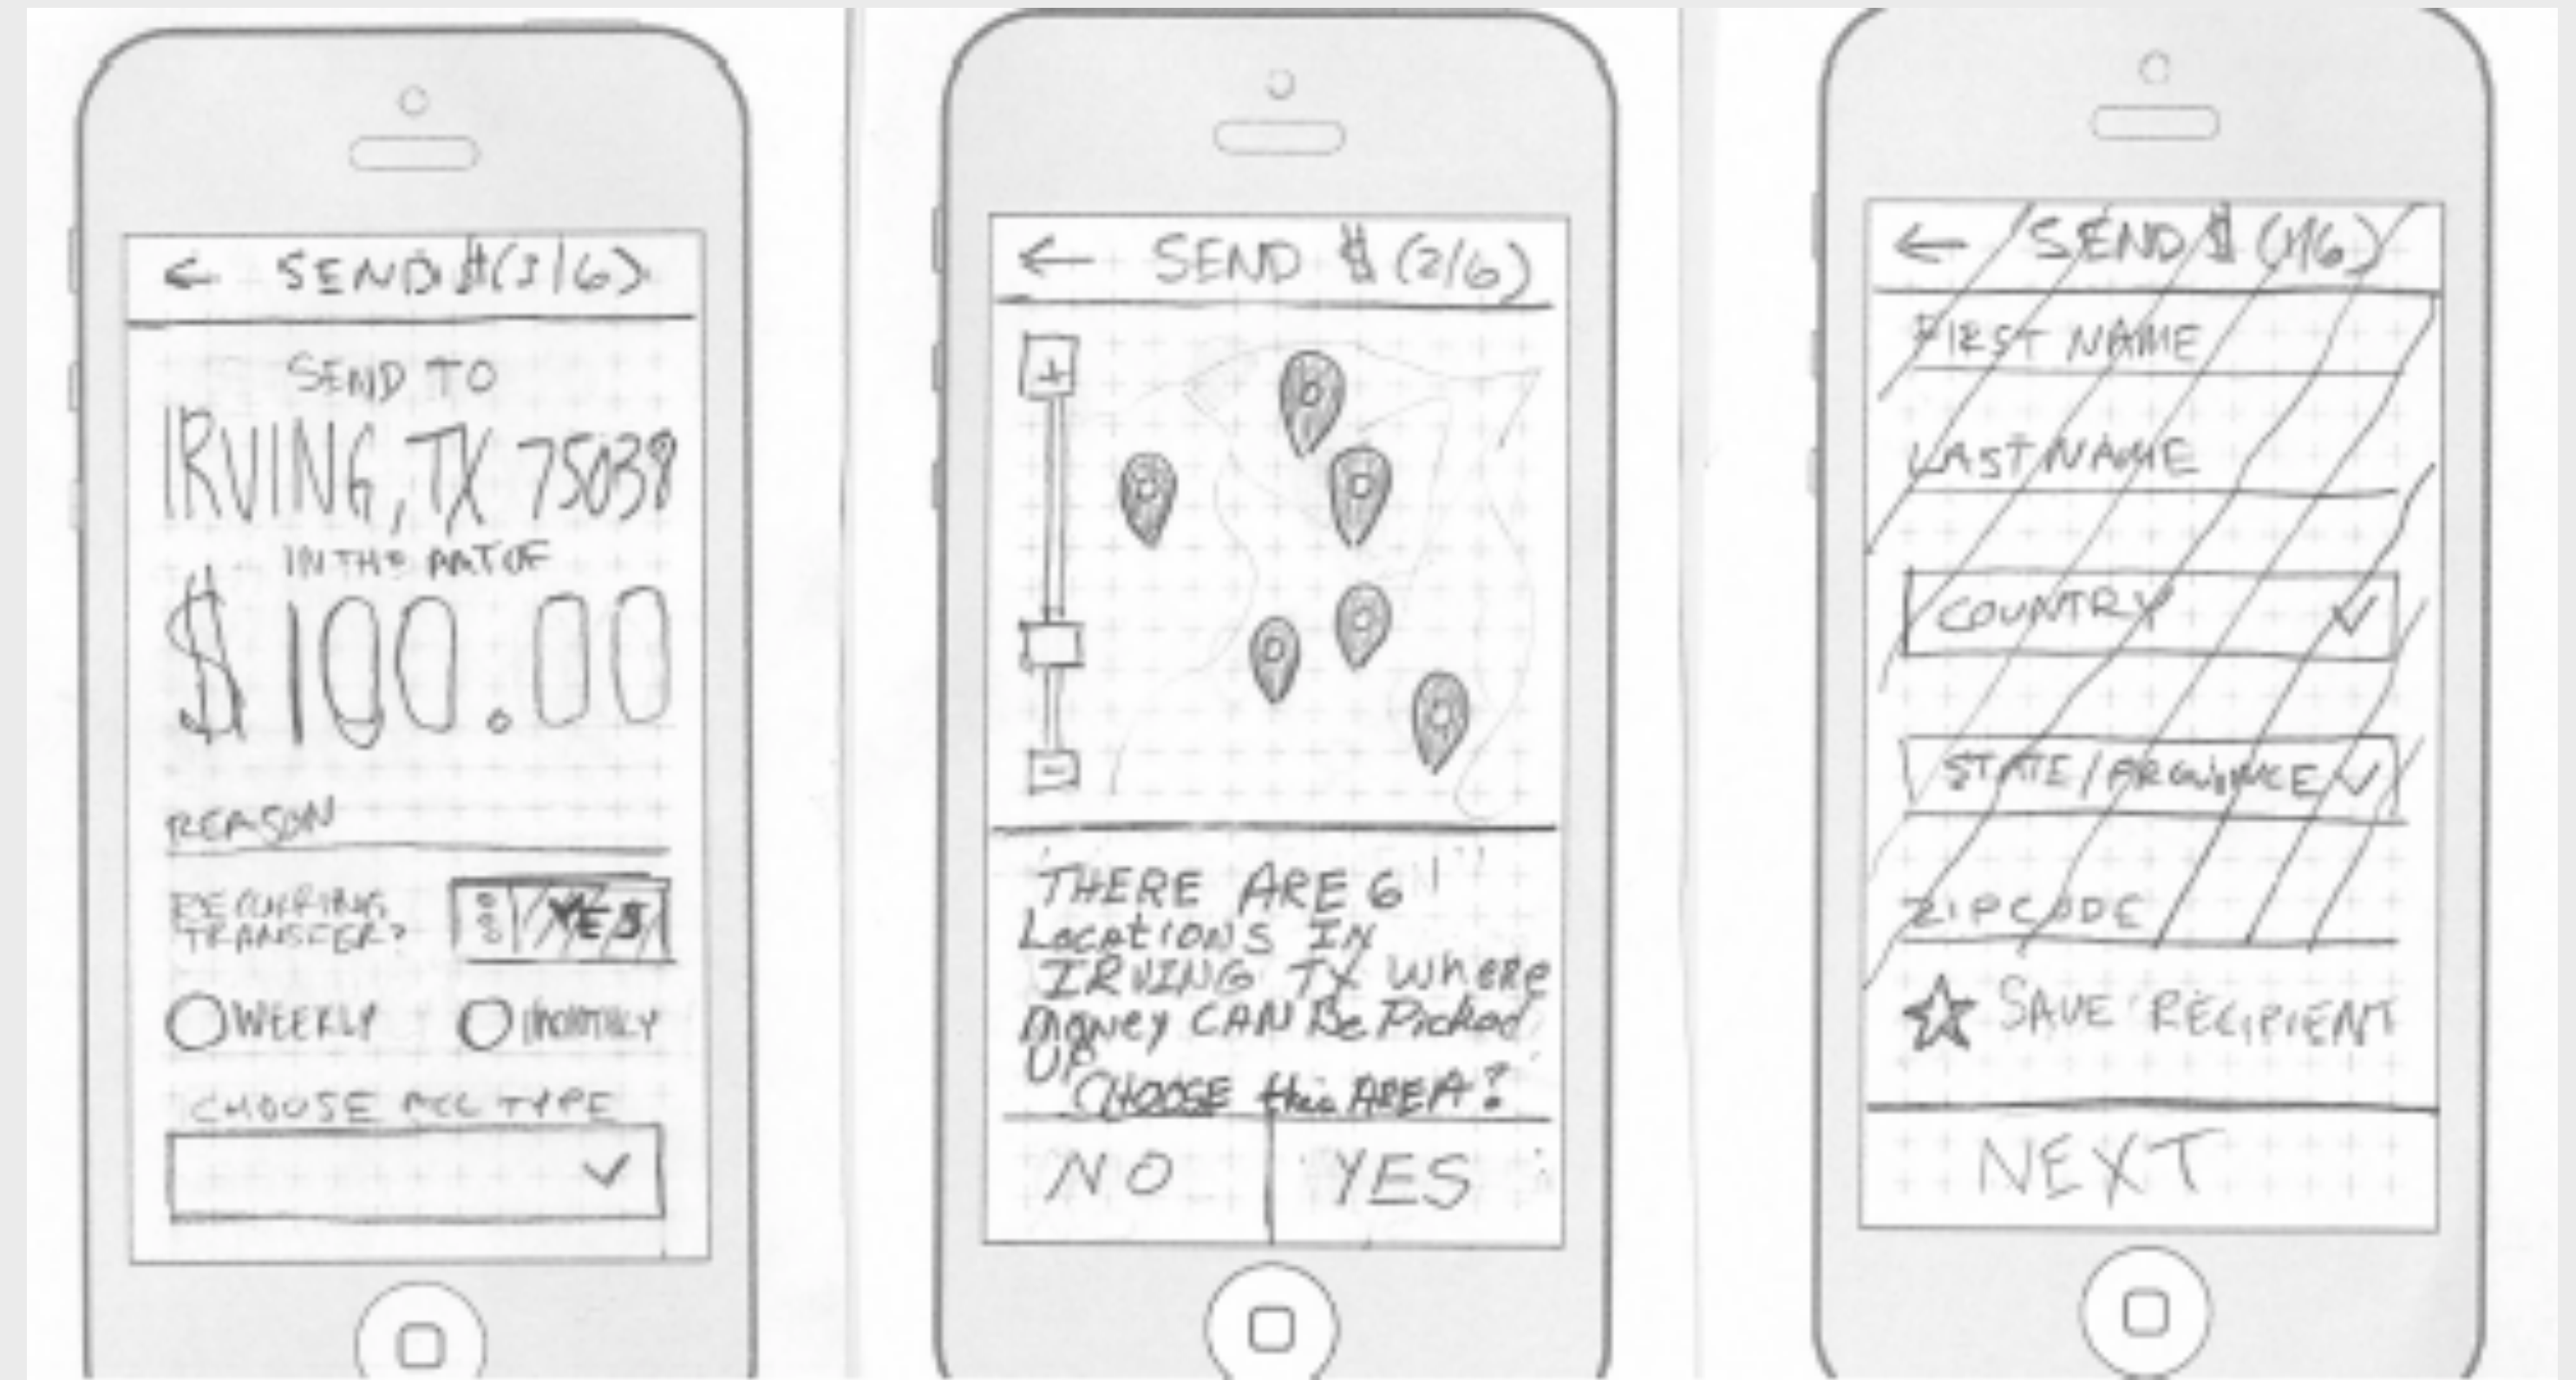 ← SEND $ (3/6)
SEND TO
IRVING, TX 75038
IN THE AMT OF
$100.00
REASON
RECURRING
TRANSFER?
YES
WEEKLY
MONTHLY
CHOOSE ACC TYPE
← SEND $ (2/6)
+
-
THERE ARE 6
LOCATIONS IN
IRVING TX WHERE
MONEY CAN BE PICKED
UP
CHOOSE this AREA?
NO
YES
← SEND $ (1/6)
FIRST NAME
LAST NAME
COUNTRY
STATE/
ZIPCODE
SAVE RECIPIENT
NEXT